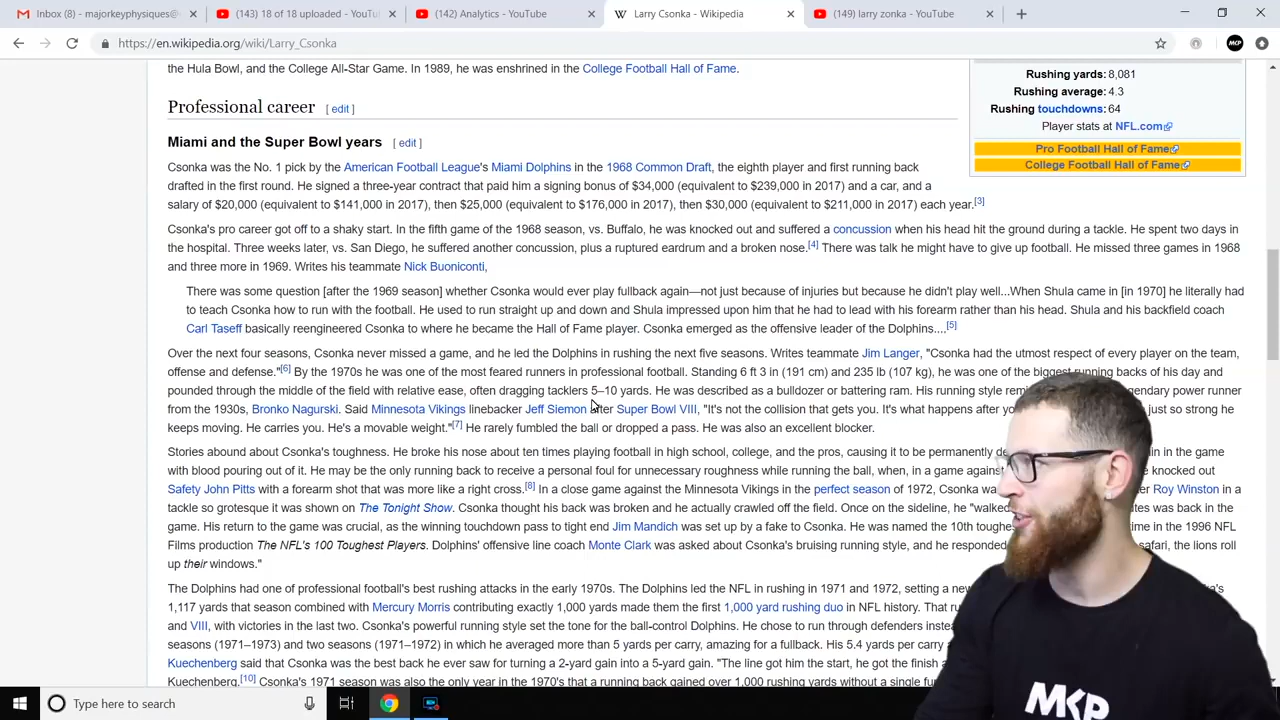 Inbox (8) - majorkeyphysiques@
(143) 18 of 18 uploaded - YouTu
(142) Analytics - YouTube
Larry Csonka - Wikipedia
(149) larry zonka - YouTube
https://en.wikipedia.org/wiki/Larry_Csonka
MCP
the Hula Bowl, and the College All-Star Game. In 1989, he was enshrined in the College Football Hall of Fame.
Rushing yards: 8,081
Rushing average: 4.3
Rushing touchdowns: 64
Player stats at NFL.com
Pro Football Hall of Fame
College Football Hall of Fame
Professional career [ edit ]
Miami and the Super Bowl years [ edit ]
Csonka was the No. 1 pick by the American Football League's Miami Dolphins in the 1968 Common Draft, the eighth player and first running back
drafted in the first round. He signed a three-year contract that paid him a signing bonus of $34,000 (equivalent to $239,000 in 2017) and a car, and a
salary of $20,000 (equivalent to $141,000 in 2017), then $25,000 (equivalent to $176,000 in 2017), then $30,000 (equivalent to $211,000 in 2017) each year.[3]
Csonka's pro career got off to a shaky start. In the fifth game of the 1968 season, vs. Buffalo, he was knocked out and suffered a concussion when his head hit the ground during a tackle. He spent two days in
the hospital. Three weeks later, vs. San Diego, he suffered another concussion, plus a ruptured eardrum and a broken nose.[4] There was talk he might have to give up football. He missed three games in 1968
and three more in 1969. Writes his teammate Nick Buoniconti,
There was some question [after the 1969 season] whether Csonka would ever play fullback again—not just because of injuries but because he didn't play well...When Shula came in [in 1970] he literally had
to teach Csonka how to run with the football. He used to run straight up and down and Shula impressed upon him that he had to lead with his forearm rather than his head. Shula and his backfield coach
Carl Taseff basically reengineered Csonka to where he became the Hall of Fame player. Csonka emerged as the offensive leader of the Dolphins....[5]
Over the next four seasons, Csonka never missed a game, and he led the Dolphins in rushing the next five seasons. Writes teammate Jim Langer, "Csonka had the utmost respect of every player on the team,
offense and defense."[6] By the 1970s he was one of the most feared runners in professional football. Standing 6 ft 3 in (191 cm) and 235 lb (107 kg), he was one of the biggest running backs of his day and
pounded through the middle of the field with relative ease, often dragging tacklers 5–10 yards. He was described as a bulldozer or battering ram. His running style legendary power runner
from the 1930s, Bronko Nagurski. Said Minnesota Vikings linebacker Jeff Siemon after Super Bowl VIII, "It's not the collision that gets you. It's what happens after just so strong he
keeps moving. He carries you. He's a movable weight."[7] He rarely fumbled the ball or dropped a pass. He was also an excellent blocker.
Stories abound about Csonka's toughness. He broke his nose about ten times playing football in high school, college, and the pros, causing it to be permanently in the game
with blood pouring out of it. He may be the only running back to receive a personal foul for unnecessary roughness while running the ball, when, in a game against knocked out
Safety John Pitts with a forearm shot that was more like a right cross.[8] In a close game against the Minnesota Vikings in the perfect season of 1972, Csonka Roy Winston in a
tackle so grotesque it was shown on The Tonight Show. Csonka thought his back was broken and he actually crawled off the field. Once on the sideline, he was back in the
game. His return to the game was crucial, as the winning touchdown pass to tight end Jim Mandich was set up by a fake to Csonka. He was named the 10th time in the 1996 NFL
Films production The NFL's 100 Toughest Players. Dolphins' offensive line coach Monte Clark was asked about Csonka's bruising running style, and he safari, the lions roll
up their windows."
The Dolphins had one of professional football's best rushing attacks in the early 1970s. The Dolphins led the NFL in rushing in 1971 and 1972, setting a
1,117 yards that season combined with Mercury Morris contributing exactly 1,000 yards made them the first 1,000 yard rushing duo in NFL history. That
and VIII, with victories in the last two. Csonka's powerful running style set the tone for the ball-control Dolphins. He chose to run through defenders
seasons (1971–1973) and two seasons (1971–1972) in which he averaged more than 5 yards per carry, amazing for a fullback. His 5.4 yards per carry
Kuechenberg said that Csonka was the best back he ever saw for turning a 2-yard gain into a 5-yard gain. "The line got him the start, he got the finish
Kuechenberg.[10] Csonka's 1971 season was also the only year in the 1970's that a running back gained over 1,000 rushing yards without a single
MKP
Type here to search